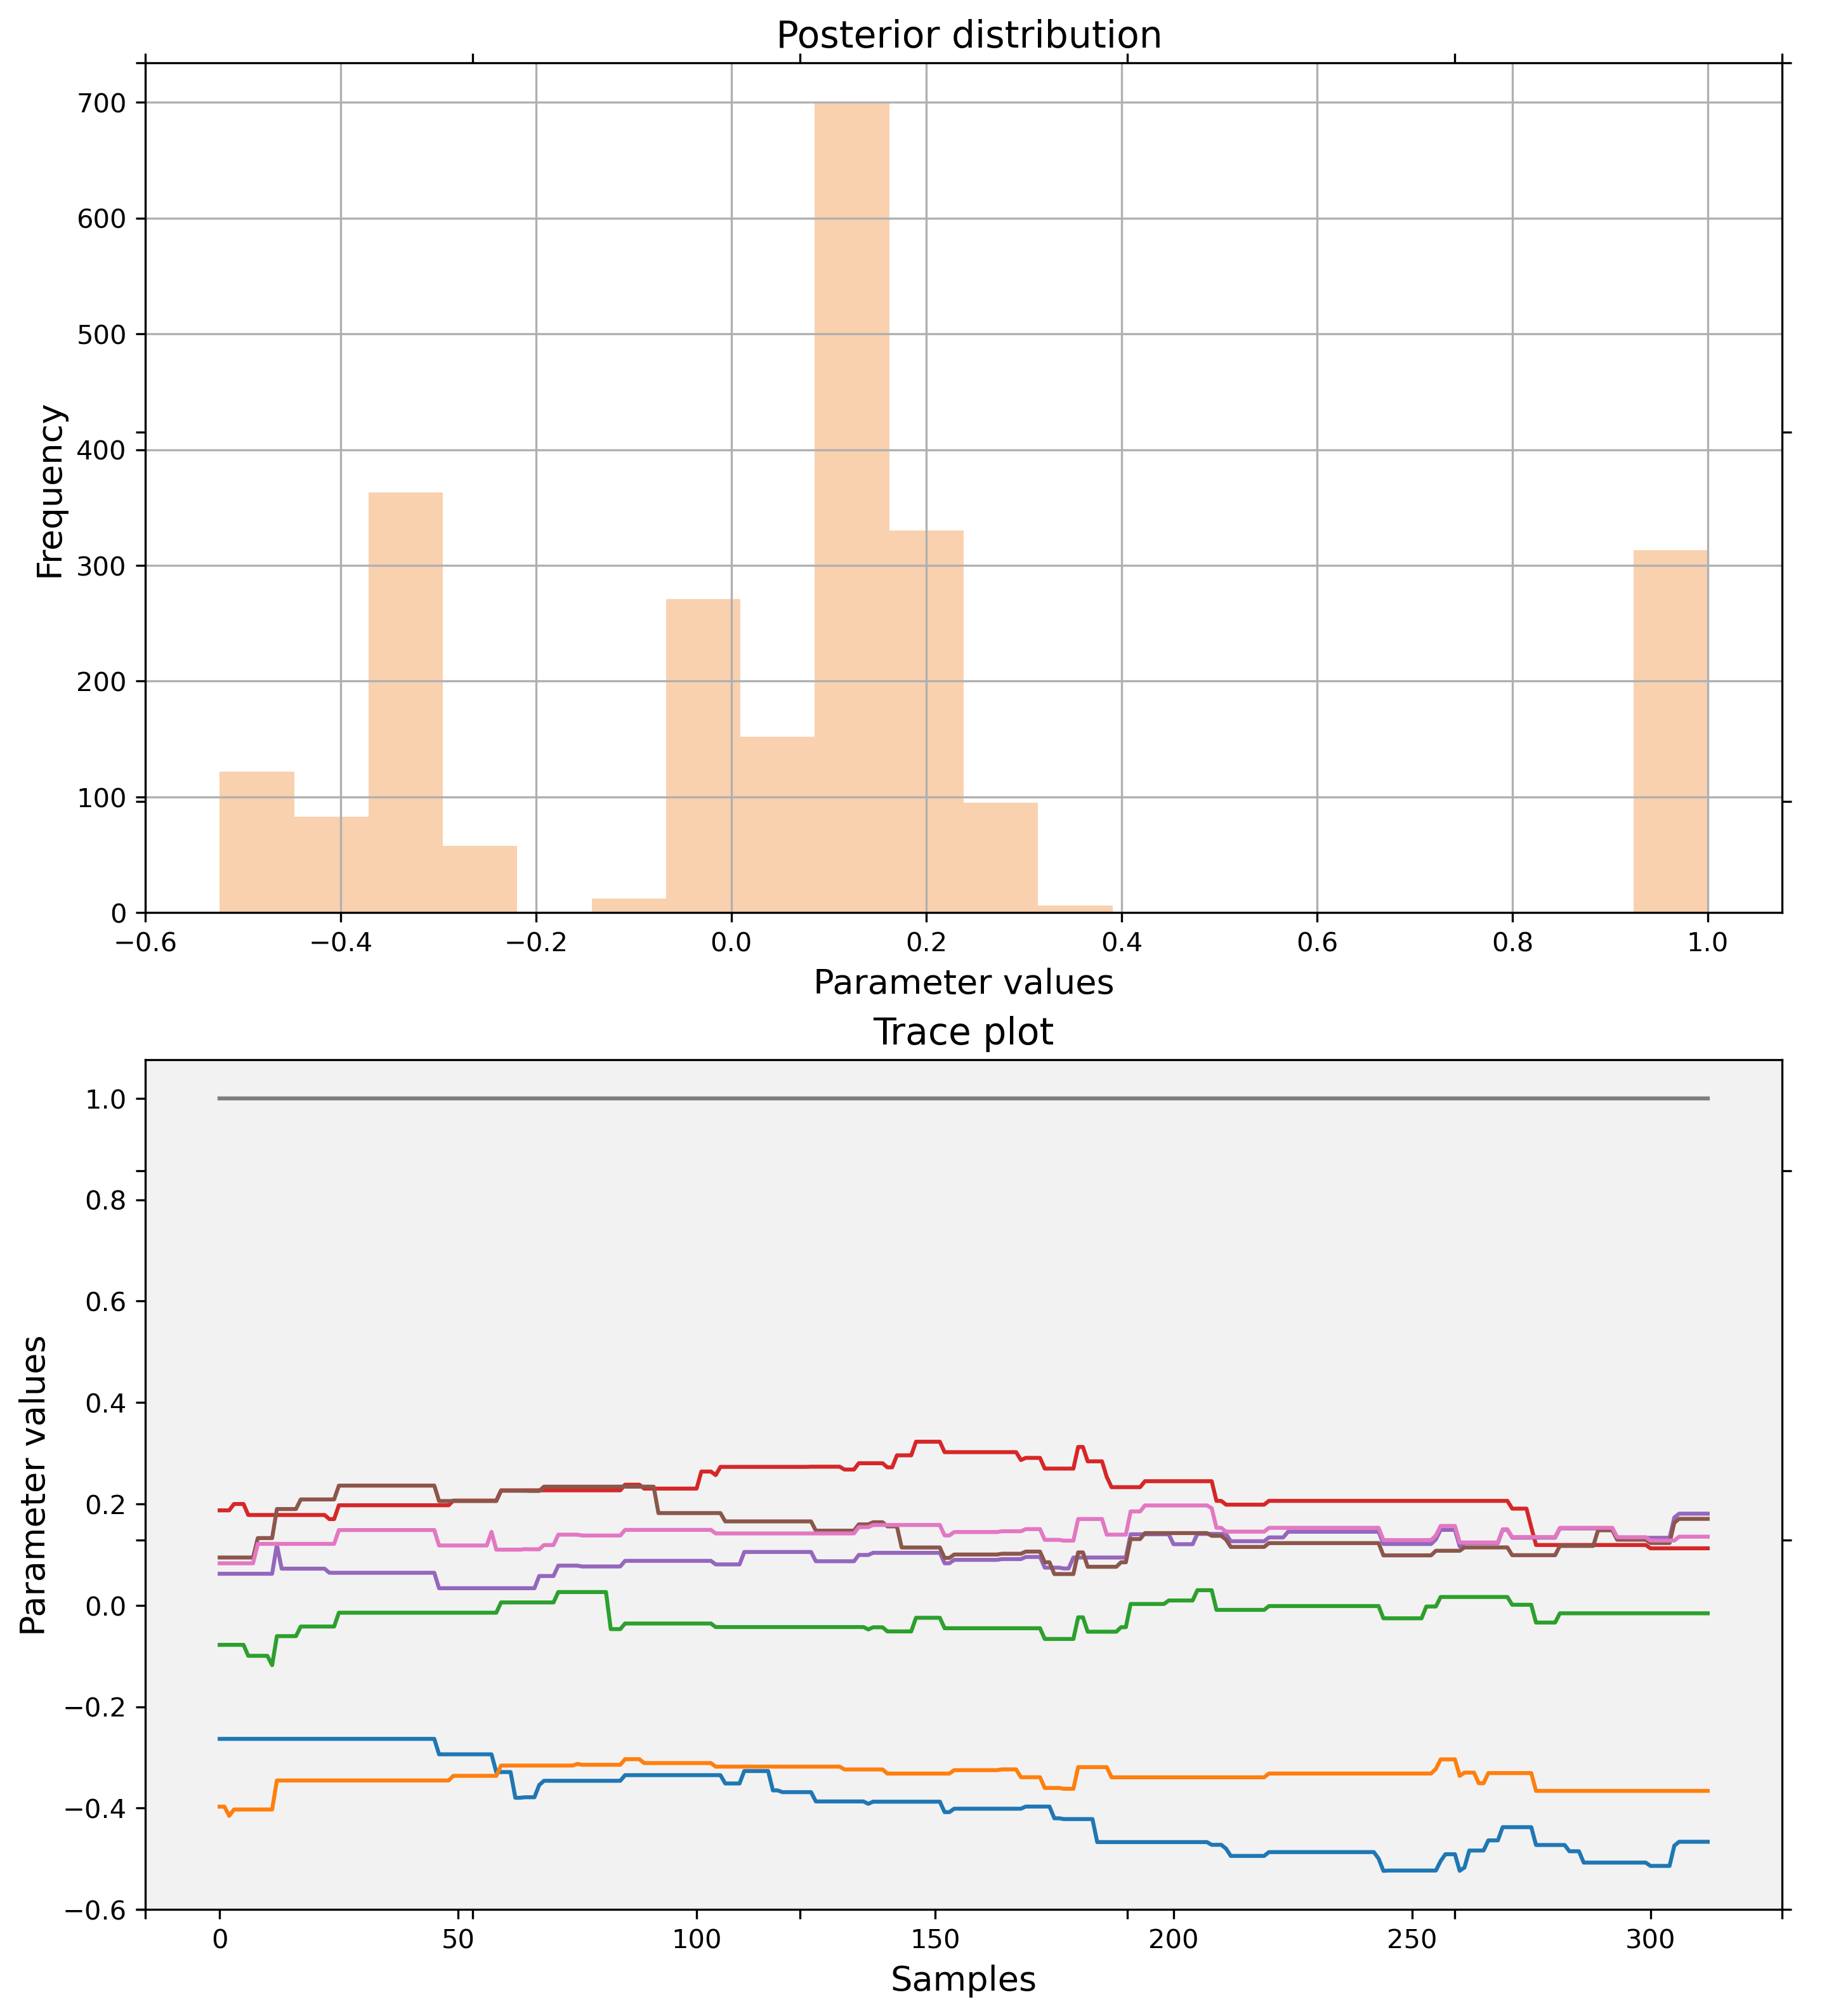 Posterior distribution
700
600
500
400
300
200
100
0
Frequency
−0.6 −0.4 −0.2 0.0 0.2 0.4 0.6 0.8 1.0
Parameter values
Trace plot
1.0
0.8
0.6
0.4
0.2
0.0
−0.2
−0.4
−0.6
Parameter values
0 50 100 150 200 250 300
Samples